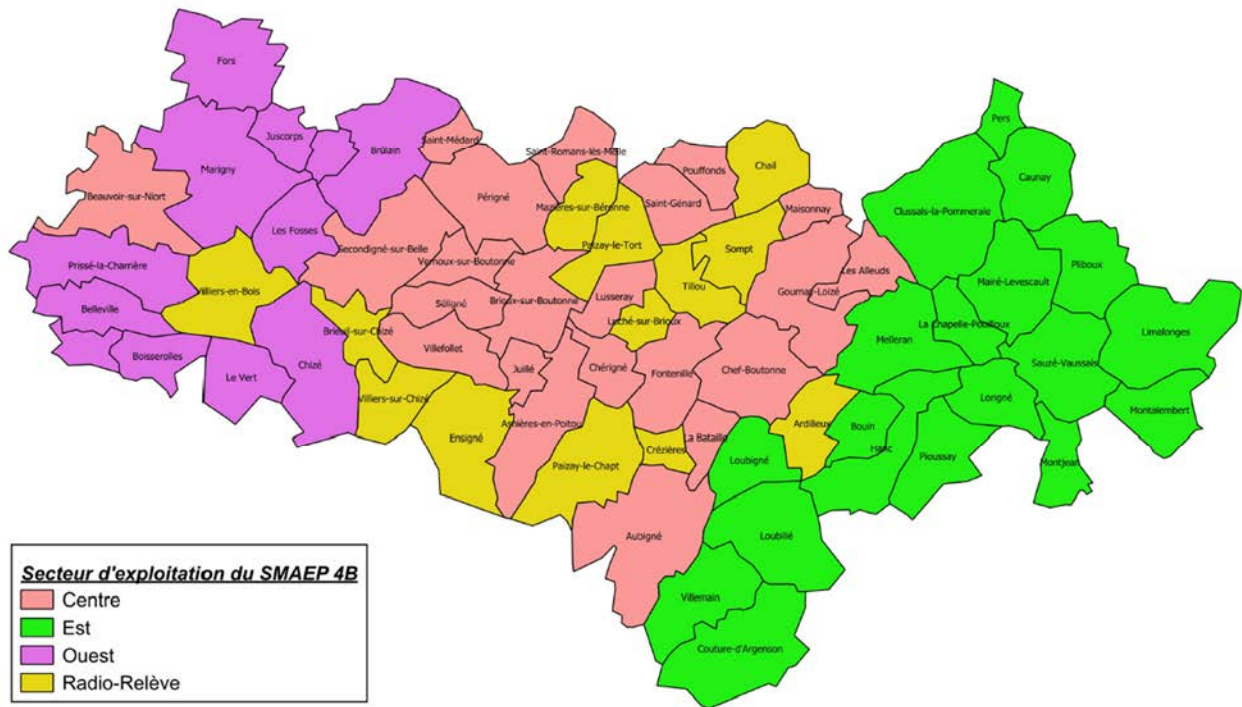 Fors
Pers
Juscorps
Saint-Médard
Brûlain
Saint-Romans-lès-Melle
Pouffonds
Chail
Caunay
Marigny
Beauvoir-sur-Niort
Périgné
Mazières-sur-Béronne
Saint-Génard
Maisonnay
Clussais-la-Pommeraie
Les Fosses
Secondigné-sur-Belle
Paizay-le-Tort
Sompt
Prissé-la-Charrière
Vernoux-sur-Boutonne
Les Alleuds
Pliboux
Villiers-en-Bois
Tillou
Mairé-Levescault
Belleville
Séligné
Brioux-sur-Boutonne
Lusseray
Gournay-Loizé
Brieuil-sur-Chizé
Luché-sur-Brioux
La Chapelle-Pouilloux
Limalonges
Boisserolles
Villefollet
Melleran
Chizé
Juillé
Chérigné
Fontenille
Chef-Boutonne
Sauzé-Vaussais
Le Vert
Villiers-sur-Chizé
Lorigné
Montalembert
Asnières-en-Poitou
Ardilleux
Bouin
Ensigné
La Bataille
Crézières
Hanc
Paizay-le-Chapt
Loubigné
Pioussay
Montjean
Aubigné
Loubillé
Villemain
Couture-d'Argenson
Secteur d'exploitation du SMAEP 4B
Centre
Est
Ouest
Radio-Relève